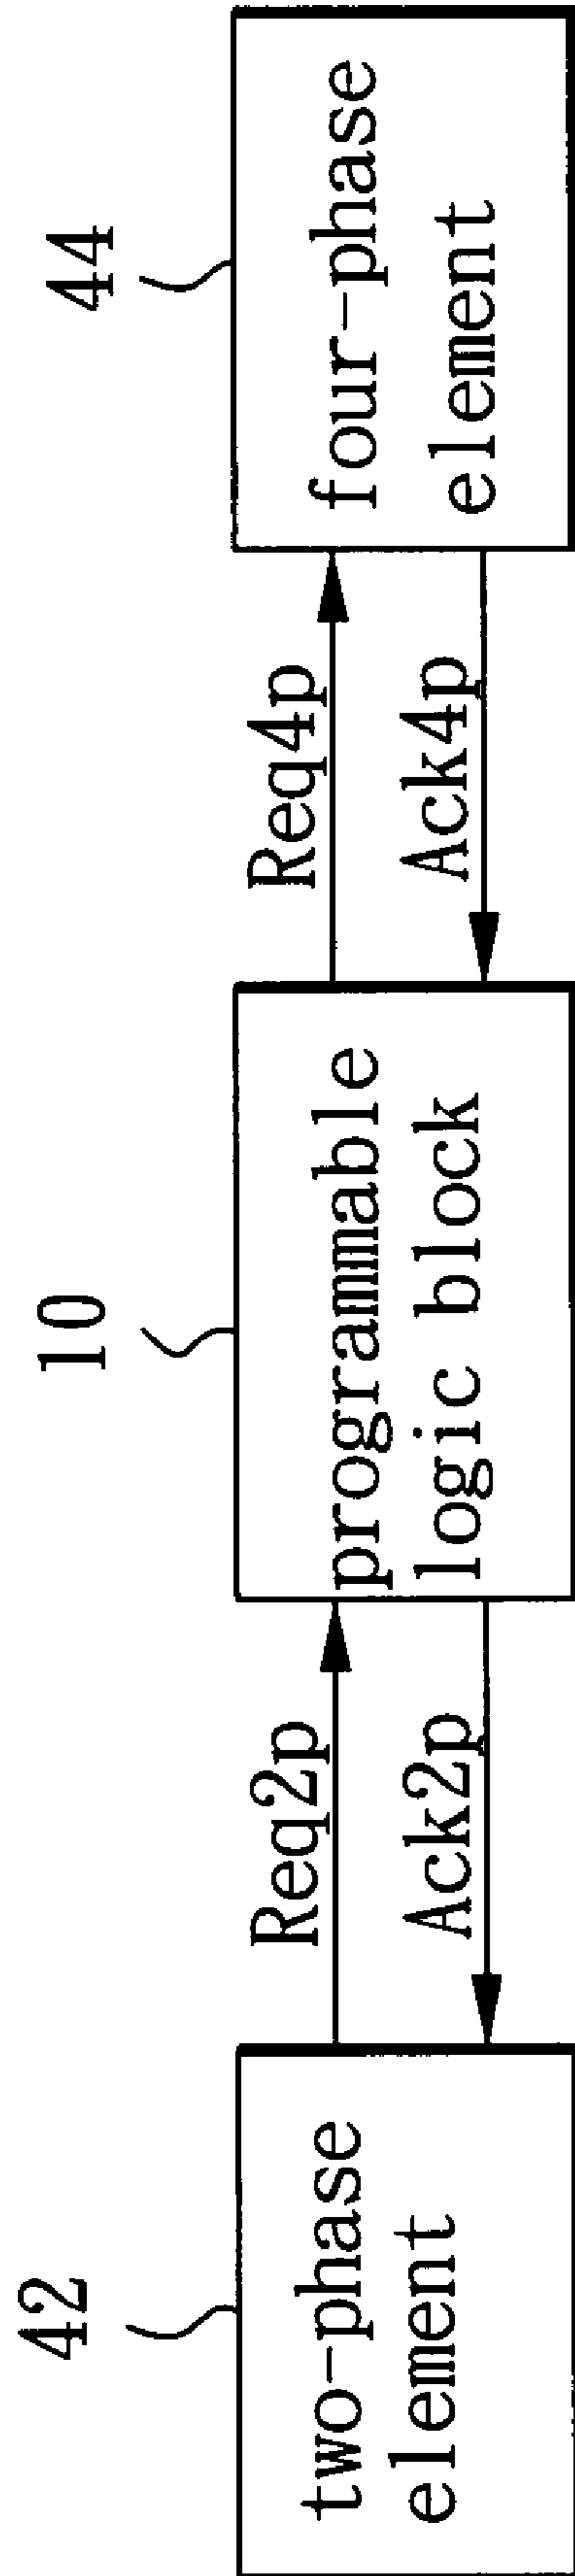 42
two-phase
element
Req2p
Ack2p
10
programmable
logic block
Req4p
Ack4p
44
four-phase
element